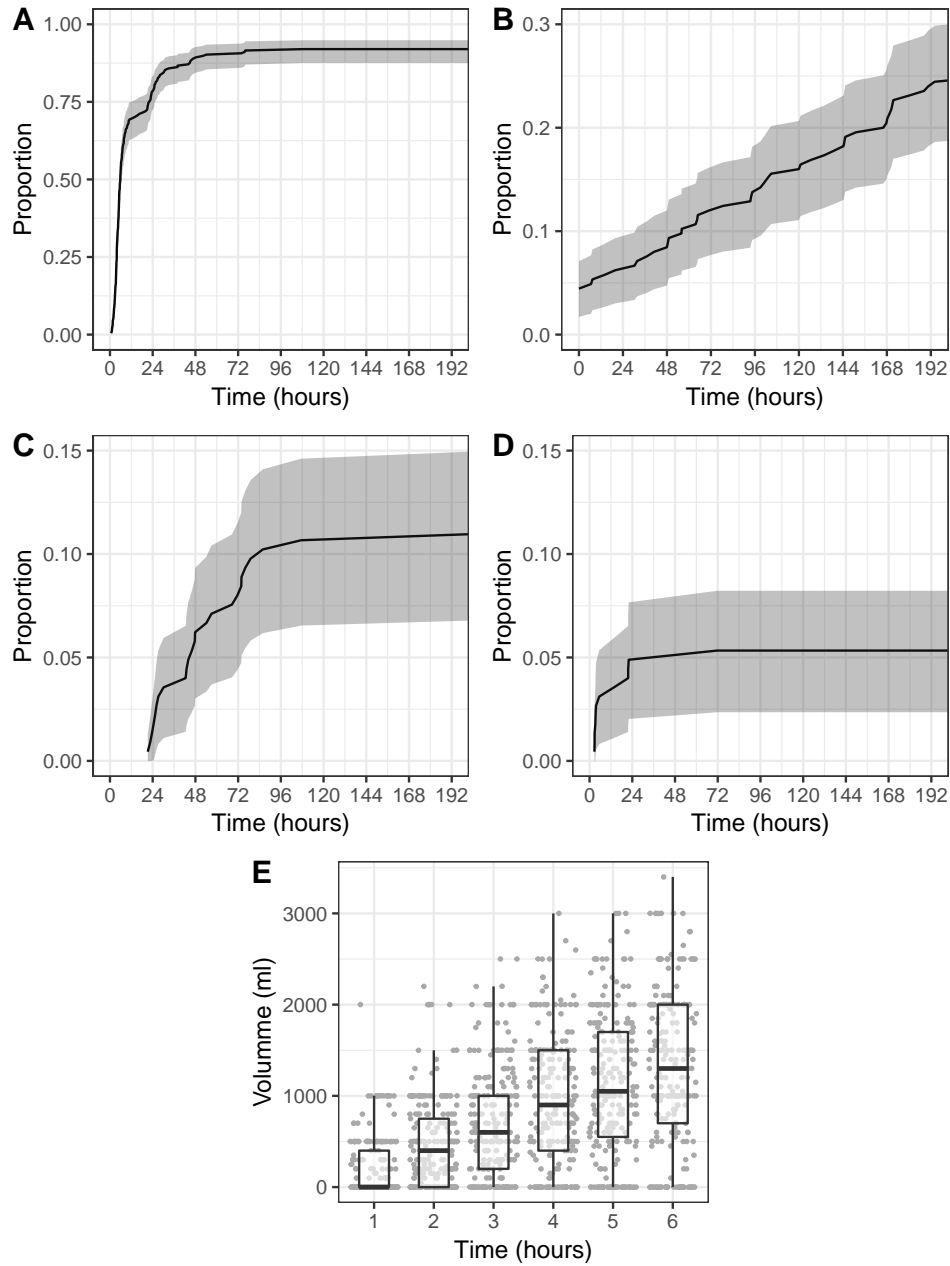 A
1.00
0.75
0.50
0.25
0.00
Proportion
0 24 48 72 96 120 144 168 192
Time (hours)
B
0.3
0.2
0.1
0.0
Proportion
0 24 48 72 96 120 144 168 192
Time (hours)
C
0.15
0.10
0.05
0.00
Proportion
0 24 48 72 96 120 144 168 192
Time (hours)
D
0.15
0.10
0.05
0.00
Proportion
0 24 48 72 96 120 144 168 192
Time (hours)
E
3000
2000
1000
0
Volumme (ml)
1 2 3 4 5 6
Time (hours)